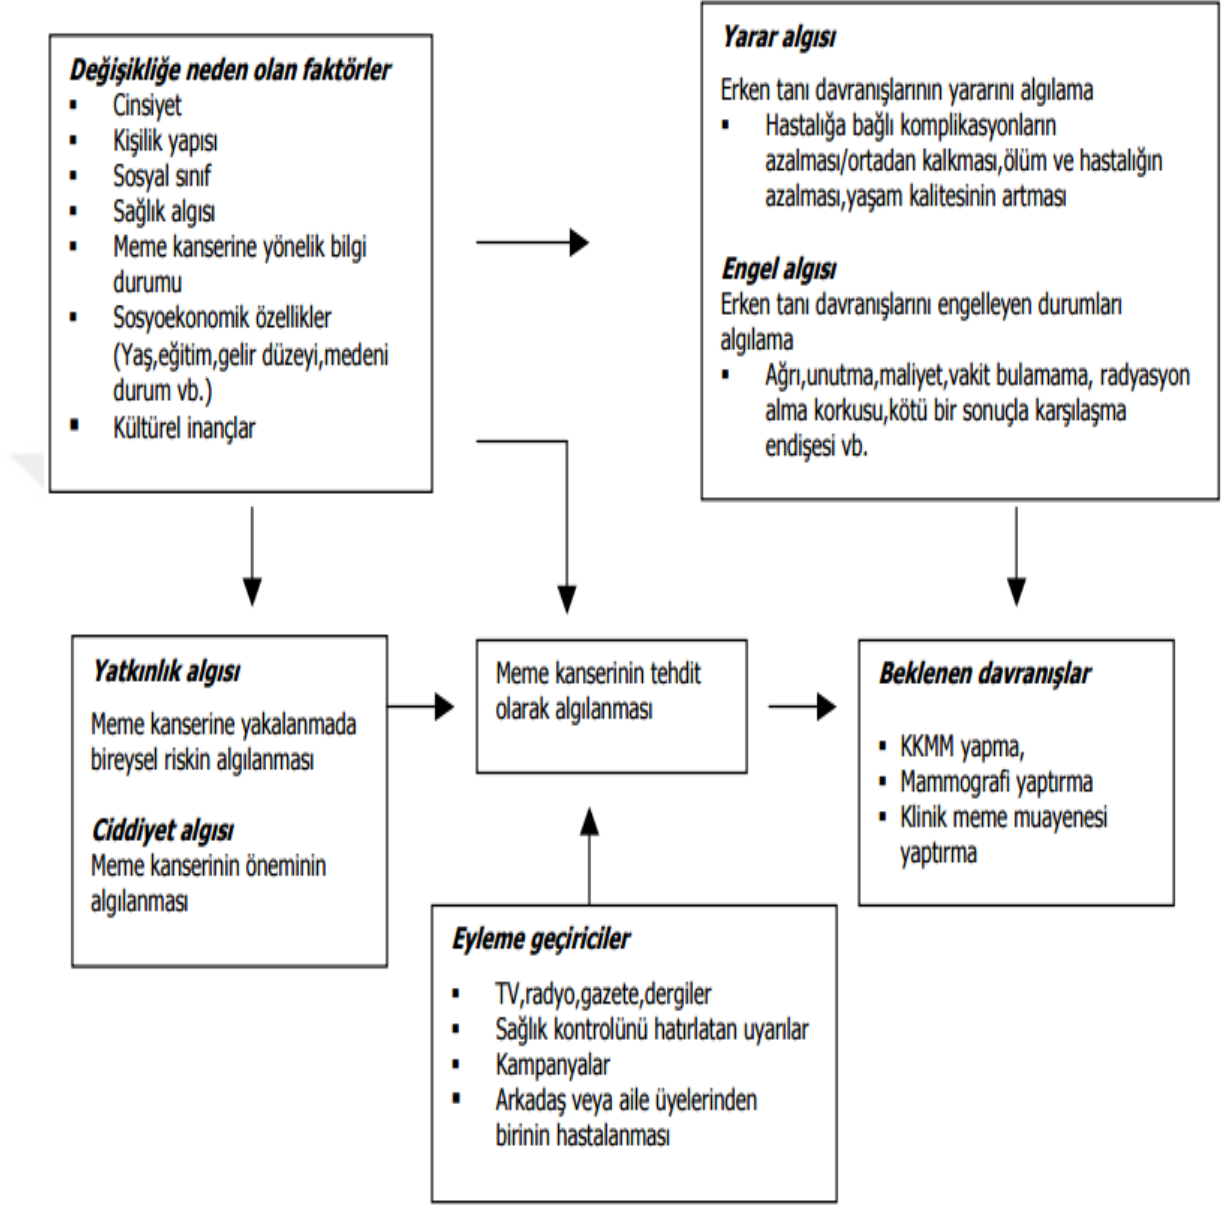 Değişikliğe neden olan faktörler
▪ Cinsiyet
▪ Kişilik yapısı
▪ Sosyal sınıf
▪ Sağlık algısı
▪ Meme kanserine yönelik bilgi
durumu
▪ Sosyoekonomik özellikler
(Yaş,eğitim,gelir düzeyi,medeni
durum vb.)
▪ Kültürel inançlar
Yarar algısı
Erken tanı davranışlarının yararını algılama
▪ Hastalığa bağlı komplikasyonların
azalması/ortadan kalkması,ölüm ve hastalığın
azalması,yaşam kalitesinin artması
Engel algısı
Erken tanı davranışlarını engelleyen durumları
algılama
▪ Ağrı,unutma,maliyet,vakit bulamama, radyasyon
alma korkusu,kötü bir sonuçla karşılaşma
endişesi vb.
Yatkınlık algısı
Meme kanserine yakalanmada
bireysel riskin algılanması
Ciddiyet algısı
Meme kanserinin öneminin
algılanması
Meme kanserinin tehdit
olarak algılanması
Beklenen davranışlar
▪ KKMM yapma,
▪ Mammografi yaptırma
▪ Klinik meme muayenesi
yaptırma
Eyleme geçiriciler
▪ TV,radyo,gazete,dergiler
▪ Sağlık kontrolünü hatırlatan uyarılar
▪ Kampanyalar
▪ Arkadaş veya aile üyelerinden
birinin hastalanması